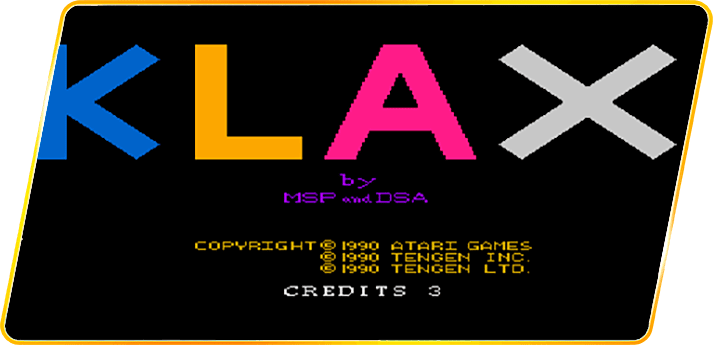 KLAX
by
MSP and DSA
COPYRIGHT © 1990 ATARI GAMES
© 1990 TENGEN INC.
© 1990 TENGEN LTD.
CREDITS 3